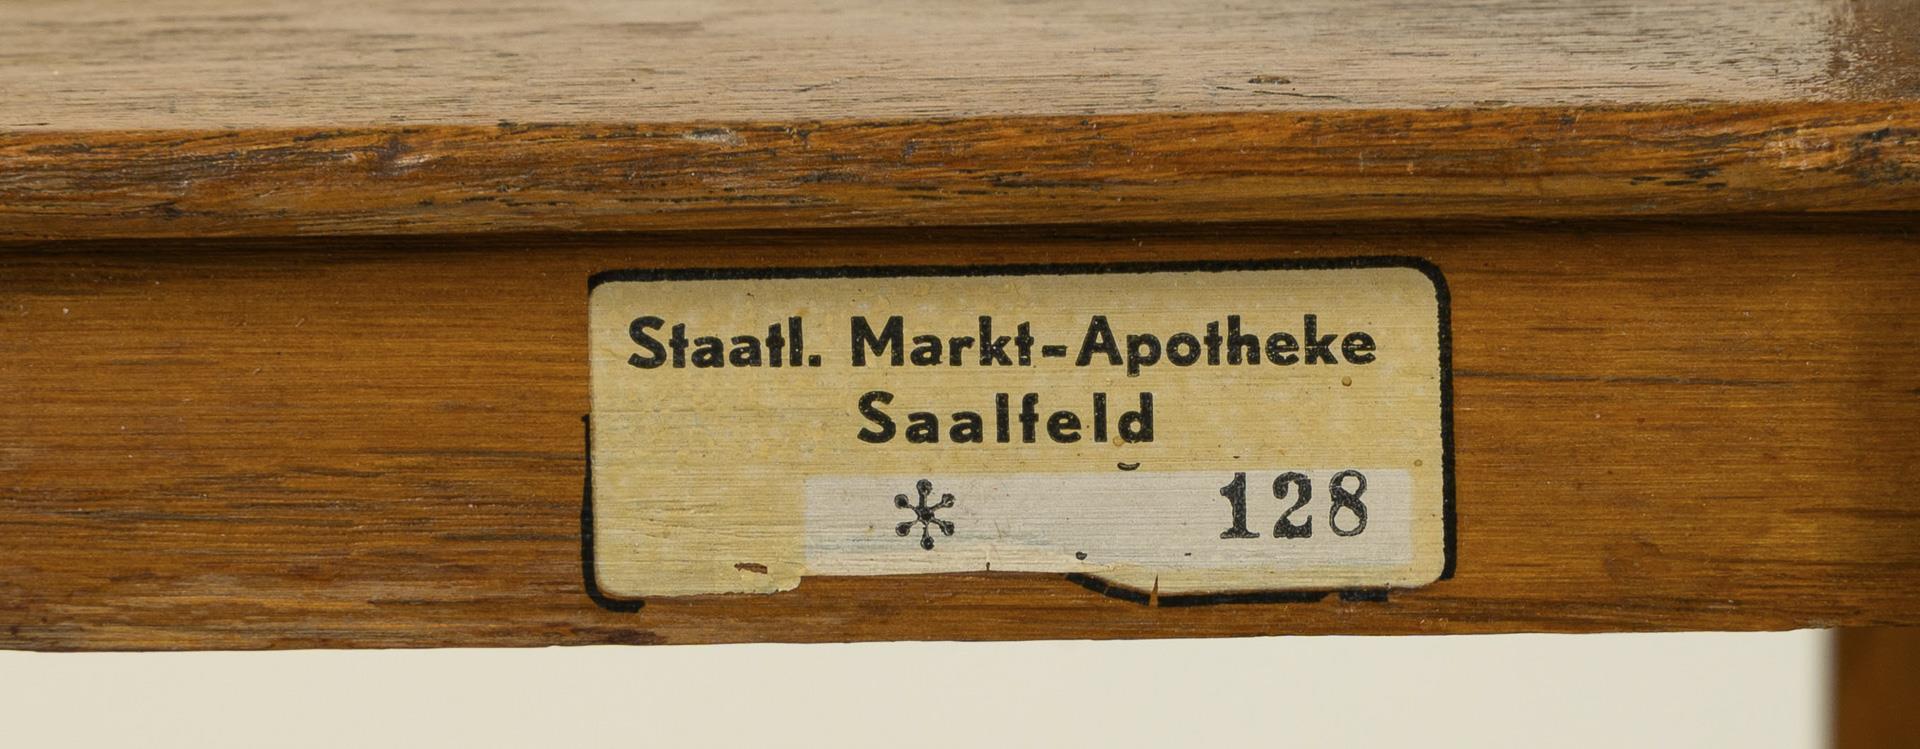 Staatl. Markt-Apotheke
Saalfeld
* 128